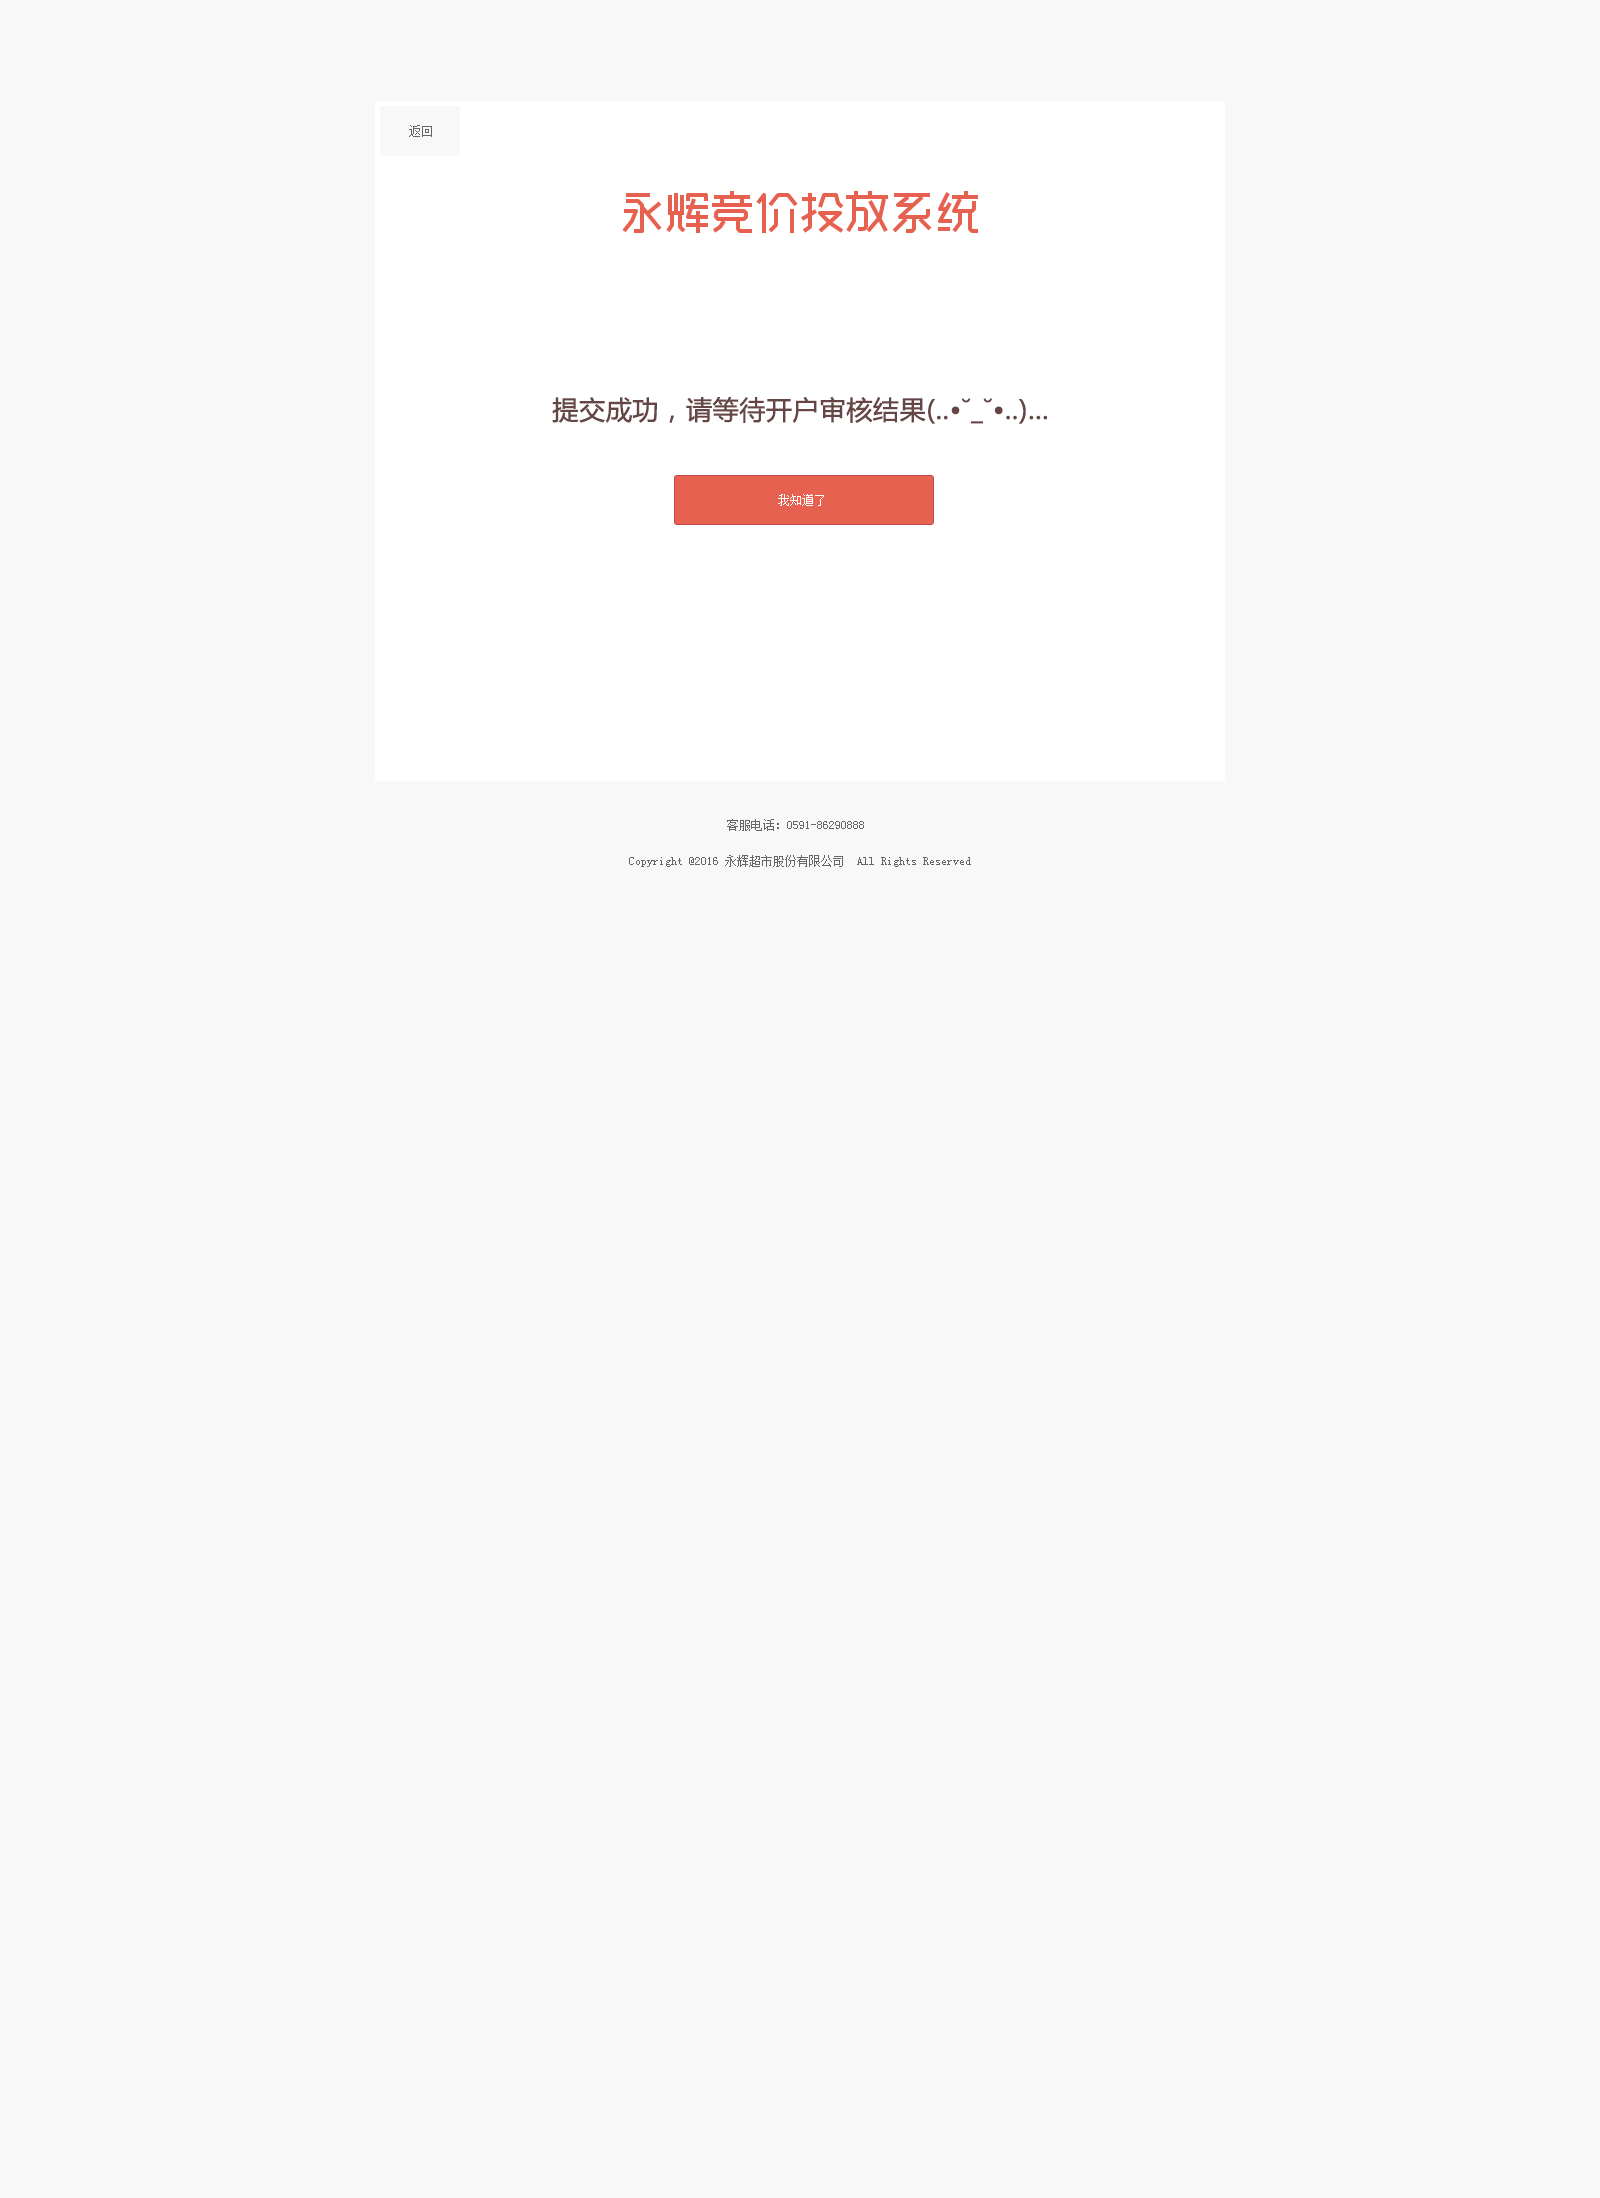 返回
永辉竞价投放系统
提交成功，请等待开户审核结果(..•˘_˘•..)...
我知道了
客服电话：0591-86290888
Copyright @2016 永辉超市股份有限公司  All Rights Reserved